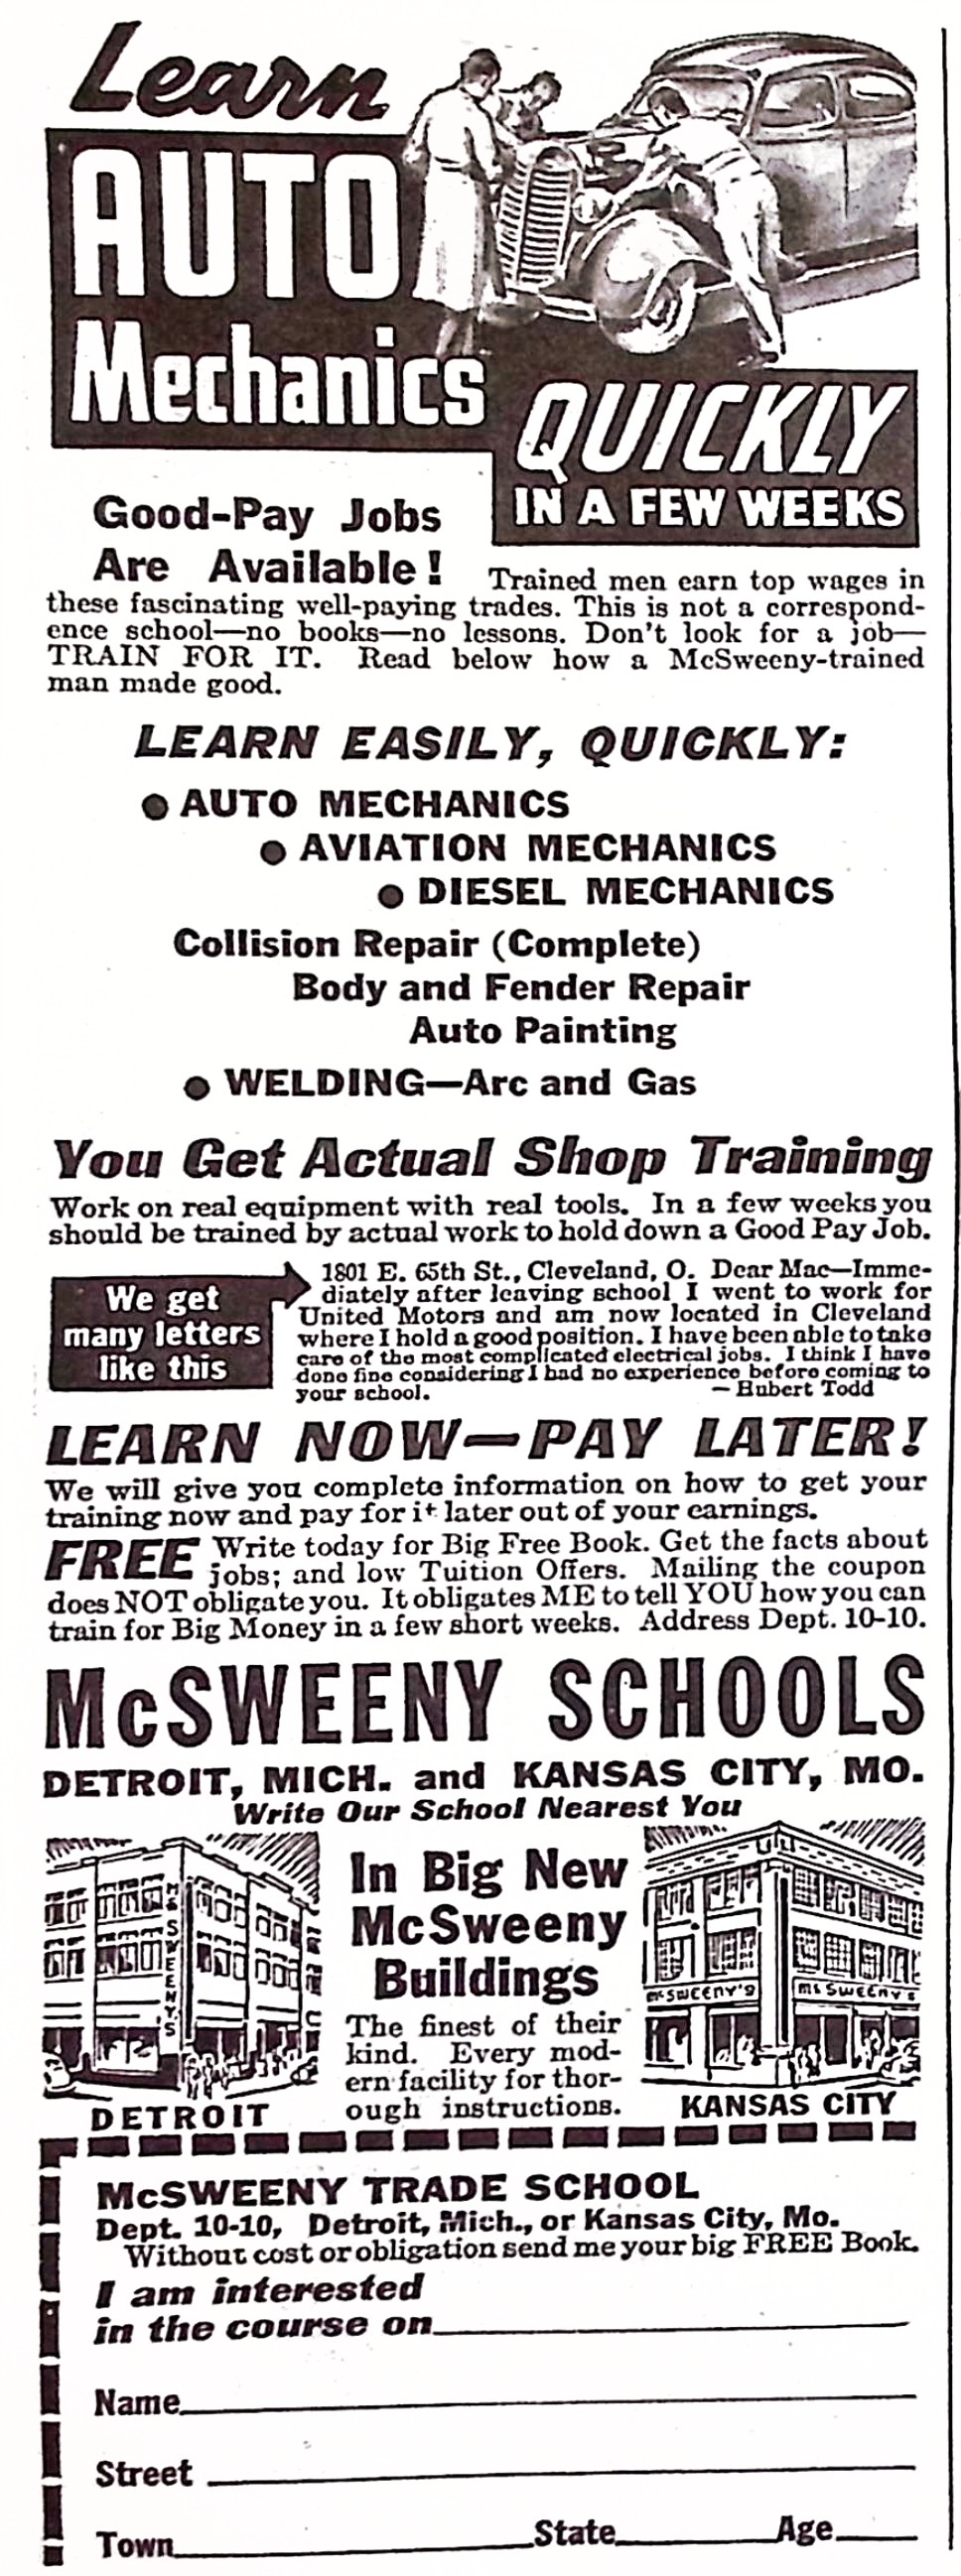 Learn
AUTO
Mechanics
QUICKLY
IN A FEW WEEKS
Good-Pay Jobs
Are Available!
Trained men earn top wages in
these fascinating well-paying trades. This is not a correspond-
ence school—no books—no lessons. Don't look for a job—
TRAIN FOR IT. Read below how a McSweeny-trained
man made good.
LEARN EASILY, QUICKLY:
● AUTO MECHANICS
● AVIATION MECHANICS
● DIESEL MECHANICS
Collision Repair (Complete)
Body and Fender Repair
Auto Painting
● WELDING—Arc and Gas
You Get Actual Shop Training
Work on real equipment with real tools. In a few weeks you
should be trained by actual work to hold down a Good Pay Job.
We get
many letters
like this
1801 E. 65th St., Cleveland, O. Dear Mac—Imme-
diately after leaving school I went to work for
United Motors and am now located in Cleveland
where I hold a good position. I have been able to take
care of the most complicated electrical jobs. I think I have
done fine considering I had no experience before coming to
your school. — Hubert Todd
LEARN NOW—PAY LATER!
We will give you complete information on how to get your
training now and pay for it later out of your earnings.
FREE Write today for Big Free Book. Get the facts about
jobs; and low Tuition Offers. Mailing the coupon
does NOT obligate you. It obligates ME to tell YOU how you can
train for Big Money in a few short weeks. Address Dept. 10-10.
McSWEENY SCHOOLS
DETROIT, MICH. and KANSAS CITY, MO.
Write Our School Nearest You
McSWEENY'S
In Big New
McSweeny
Buildings
The finest of their
kind. Every mod-
ern facility for thor-
ough instructions.
McSWEENY'S
McSWEENY'S
DETROIT
KANSAS CITY
McSWEENY TRADE SCHOOL
Dept. 10-10, Detroit, Mich., or Kansas City, Mo.
Without cost or obligation send me your big FREE Book.
I am interested
in the course on
Name
Street
Town State Age